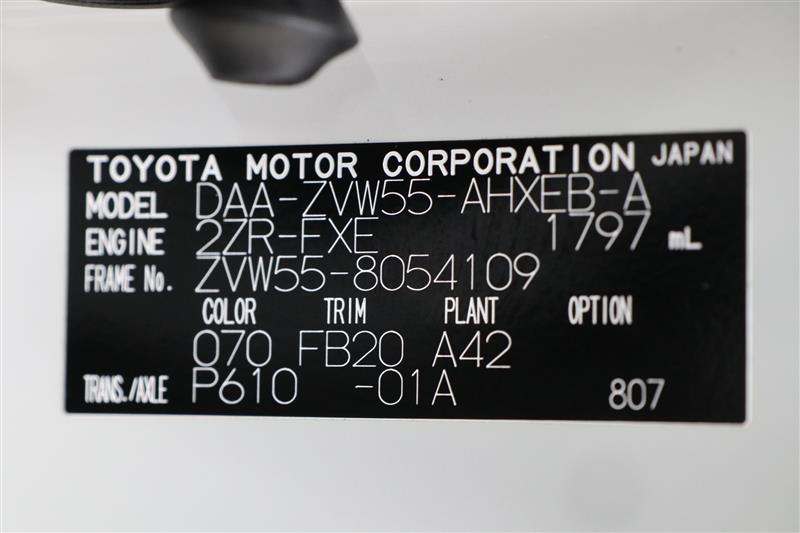 TOYOTA MOTOR CORPORATION JAPAN
MODEL DAA-ZVW55-AHXEB-A
ENGINE 2ZR-FXE 1797 mL
FRAME No. ZVW55-8054109
COLOR TRIM PLANT OPTION
070 FB20 A42
TRANS./AXLE P610 -01A 807